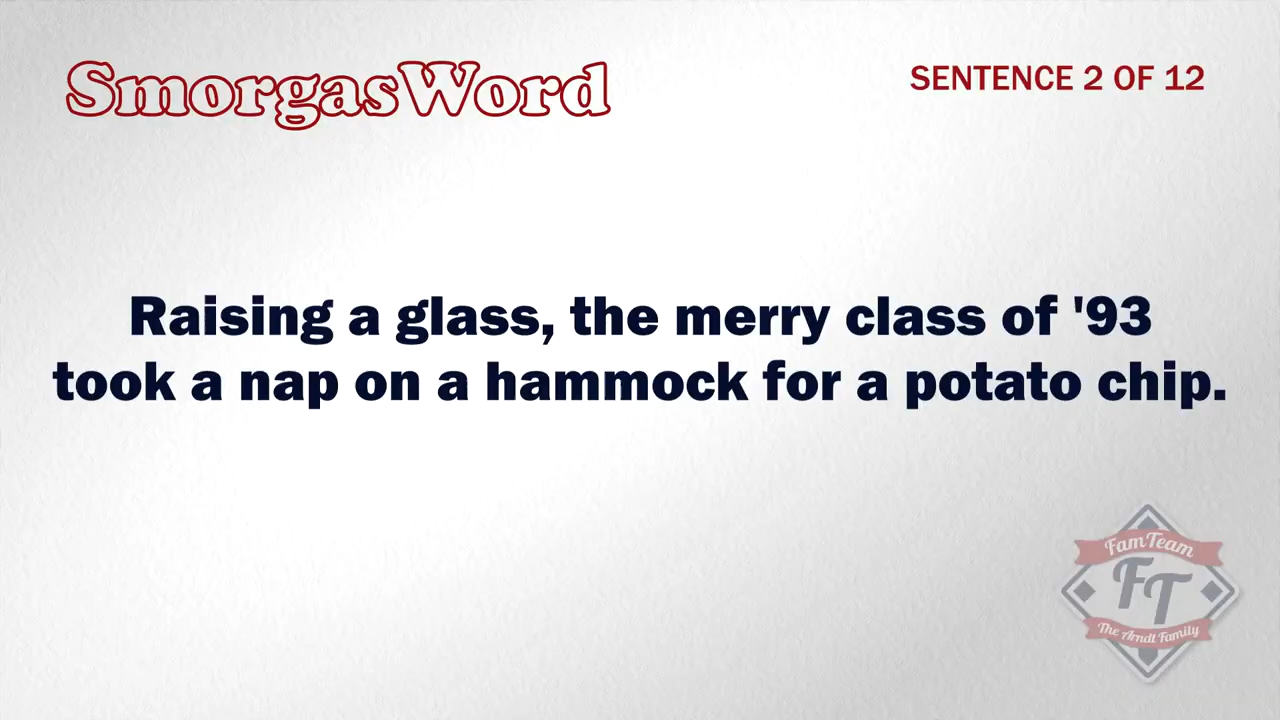 SmorgasWord
SENTENCE 2 OF 12
Raising a glass, the merry class of '93
took a nap on a hammock for a potato chip.
FamTeam
FT
The Arndt Family